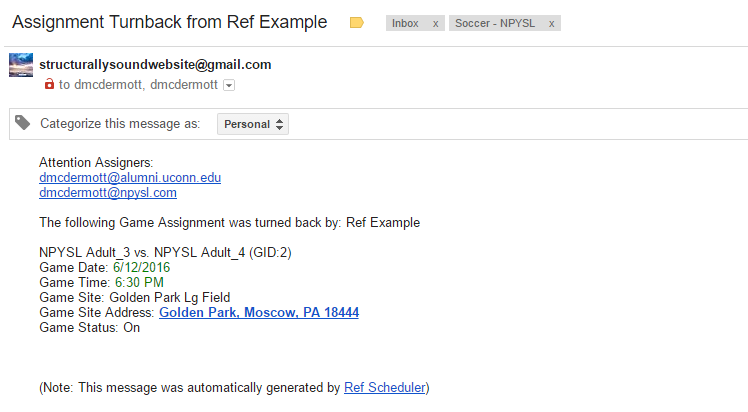 Assignment Turnback from Ref Example Inbox x Soccer - NPYSL x
structurallysoundwebsite@gmail.com
to dmcdermott, dmcdermott
Categorize this message as: Personal
Attention Assigners:
dmcdermott@alumni.uconn.edu
dmcdermott@npysl.com
The following Game Assignment was turned back by: Ref Example
NPYSL Adult_3 vs. NPYSL Adult_4 (GID:2)
Game Date: 6/12/2016
Game Time: 6:30 PM
Game Site: Golden Park Lg Field
Game Site Address: Golden Park, Moscow, PA 18444
Game Status: On
(Note: This message was automatically generated by Ref Scheduler)